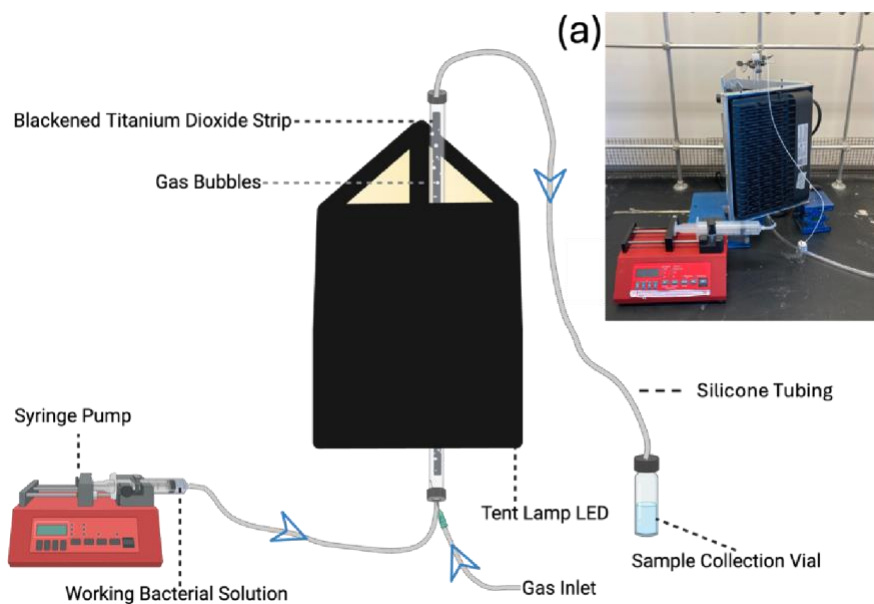 (a)
Blackened Titanium Dioxide Strip
Gas Bubbles
Silicone Tubing
Syringe Pump
Tent Lamp LED
Sample Collection Vial
Working Bacterial Solution
Gas Inlet